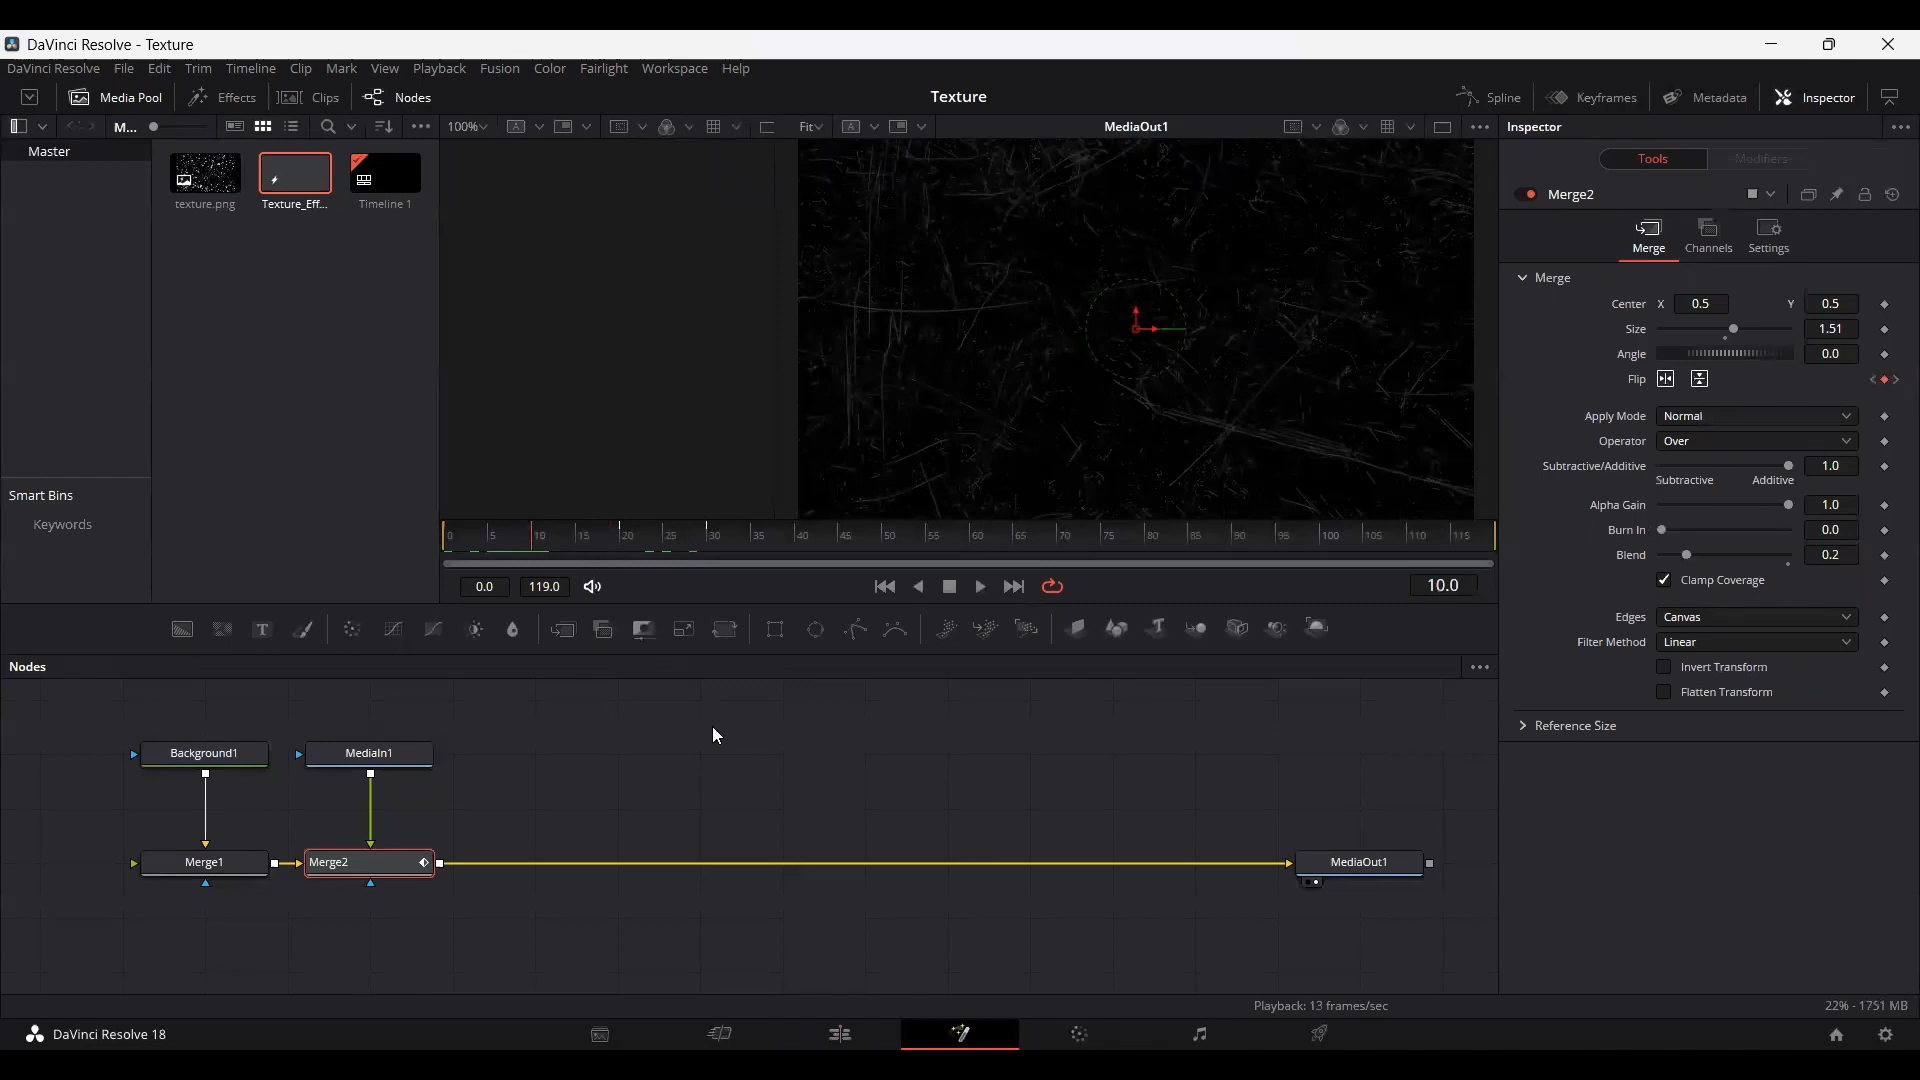 DaVinci Resolve - Texture
DaVinci Resolve File Edit Trim Timeline Clip Mark View Playback Fusion Color Fairlight Workspace Help
Media Pool Effects Clips Nodes Texture Spline Keyframes Metadata Inspector
M... 100% Fit MediaOut1 Inspector
Master
Tools Modifiers
texture.png Texture_Eff... Timeline 1
Merge2
Merge Channels Settings
Merge
Center X 0.5 Y 0.5
Size 1.51
Angle 0.0
Flip
Apply Mode Normal
Operator Over
Subtractive/Additive 1.0
Subtractive Additive
Alpha Gain 1.0
Burn In 0.0
Blend 0.2
Clamp Coverage
Edges Canvas
Filter Method Linear
Invert Transform
Flatten Transform
Reference Size
Smart Bins
Keywords
0 5 10 15 20 25 30 35 40 45 50 55 60 65 70 75 80 85 90 95 100 105 110 115
0.0 119.0 10.0
T
Nodes
Background1 MediaIn1
Merge1 Merge2 MediaOut1
Playback: 13 frames/sec 22% - 1751 MB
DaVinci Resolve 18